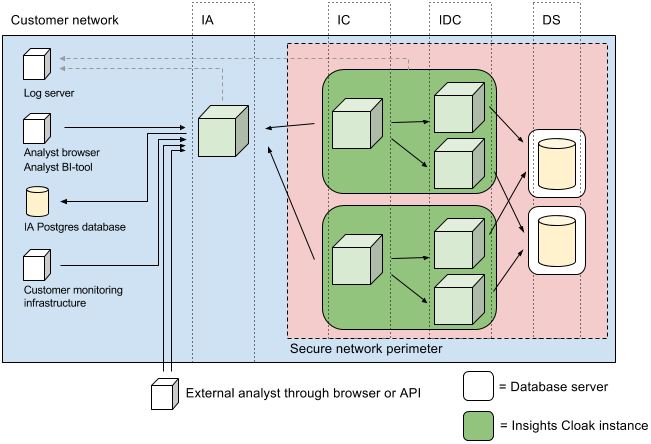 Customer network
IA
IC
IDC
DS
Log server
Analyst browser
Analyst BI-tool
IA Postgres database
Customer monitoring
infrastructure
Secure network perimeter
External analyst through browser or API
= Database server
= Insights Cloak instance